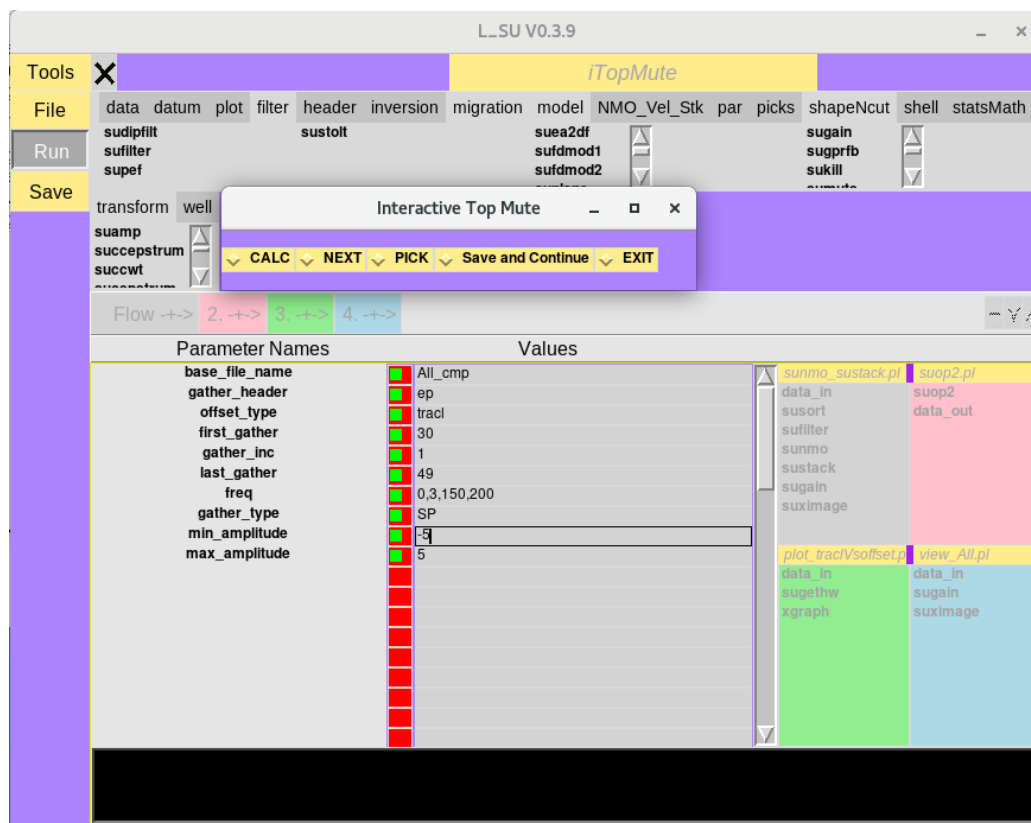 L_SU V0.3.9
Tools iTopMute
File data datum plot filter header inversion migration model NMO_Vel_Stk par picks shapeNcut shell statsMath
sudipfilt sustolt suea2df sugain
Run sufilter sufdmod1 sugprfb
supef sufdmod2 sukill
Save
transform well
Interactive Top Mute
suamp
succepstrum
succwt
CALC NEXT PICK Save and Continue EXIT
Flow -+-> 2. -+-> 3. -+-> 4. -+->
Parameter Names Values
base_file_name All_cmp
gather_header ep
offset_type tracl
first_gather 30
gather_inc 1
last_gather 49
freq 0,3,150,200
gather_type SP
min_amplitude -5
max_amplitude 5
sunmo_sustack.pl suop2.pl
data_in suop2
susort data_out
sufilter
sunmo
sustack
sugain
suximage
plot_traclVsoffset.p view_All.pl
data_in data_in
sugethw sugain
xgraph suximage